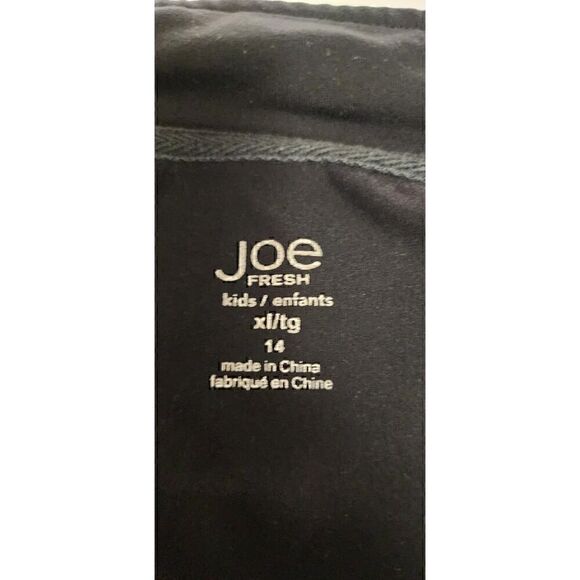 Joe
FRESH
kids / enfants
xl/tg
14
made in China
fabriqué en Chine